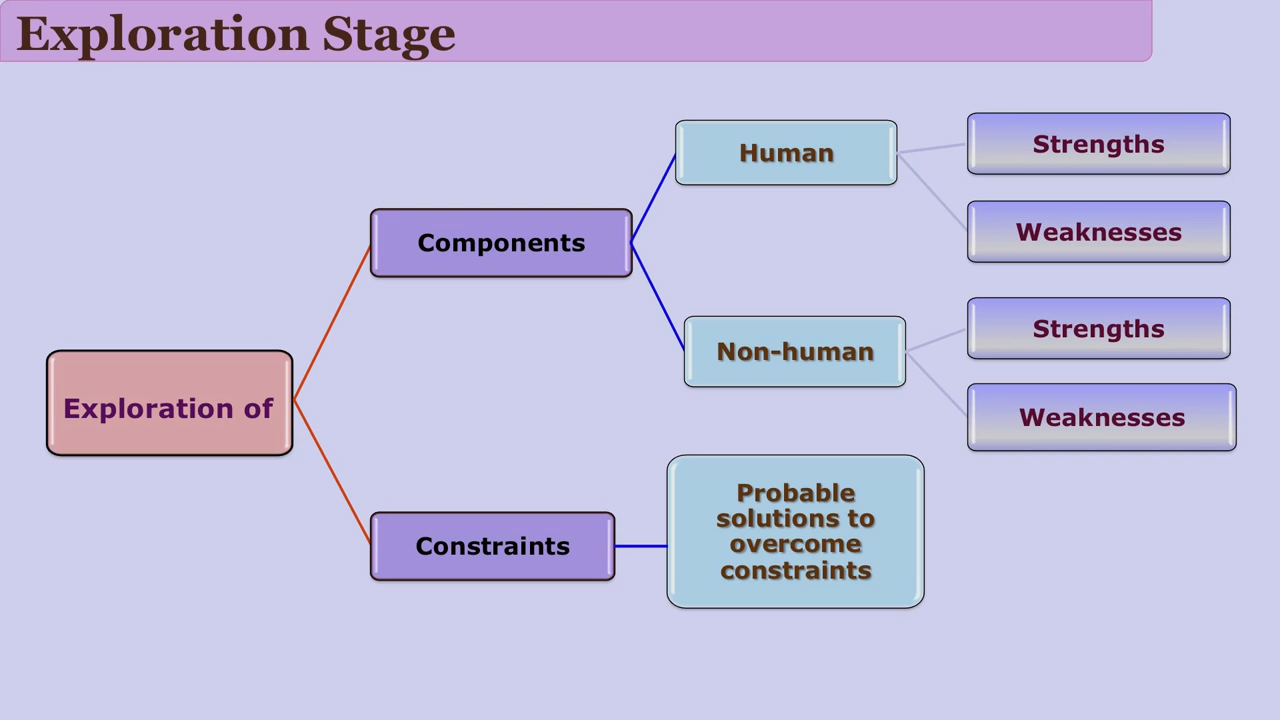 Exploration Stage
Human
Strengths
Weaknesses
Components
Non-human
Strengths
Weaknesses
Exploration of
Constraints
Probable
solutions to
overcome
constraints